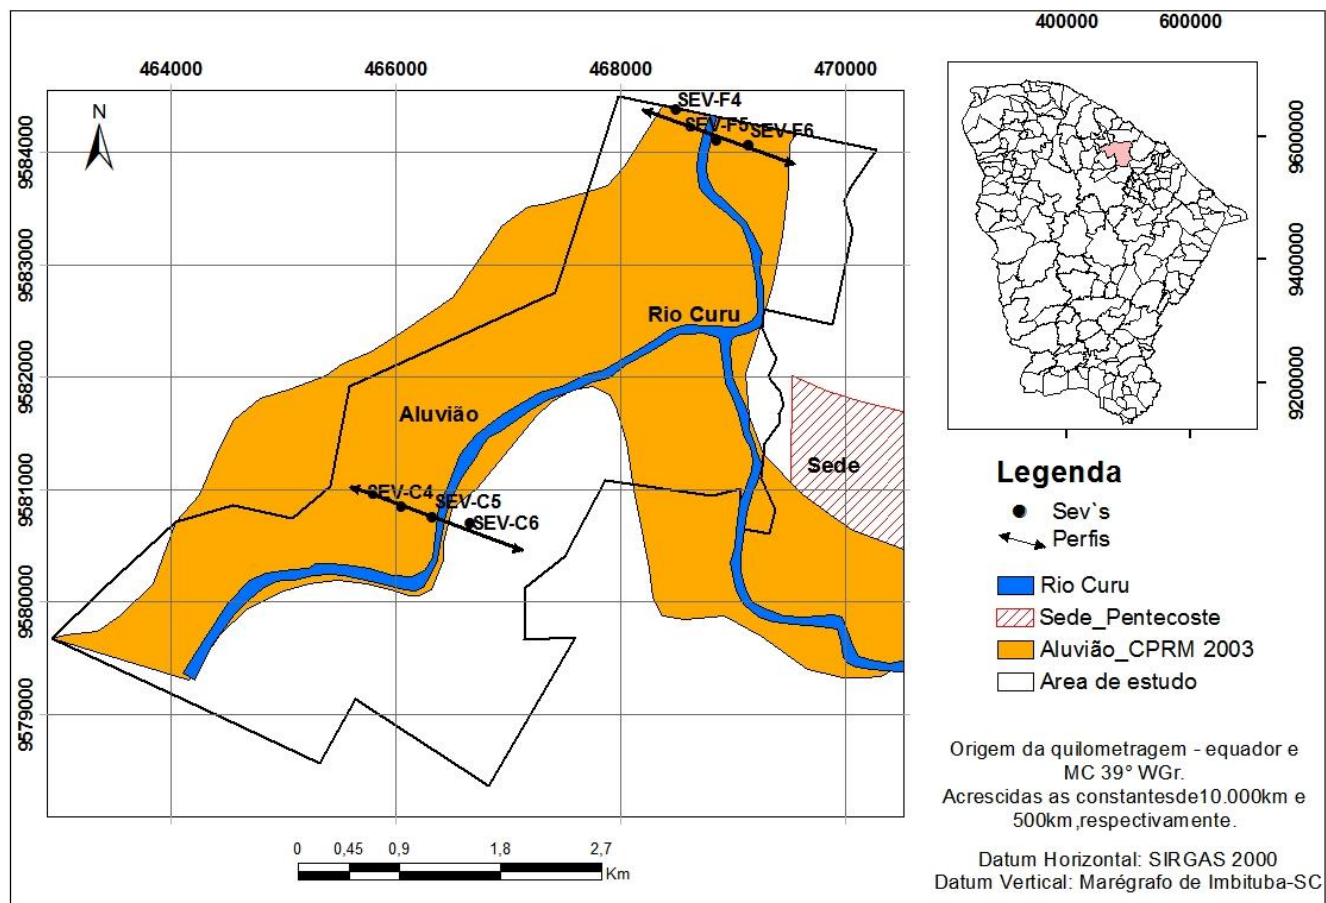 400000 600000
464000 466000 468000 470000
N
SEV-F4
SEV-F5
SEV-F6
9584000
9583000
9582000
9581000
9580000
9579000
9600000
9400000
9200000
Rio Curu
Aluvião
Sede
SEV-C4
SEV-C5
SEV-C6
Legenda
Sev`s
Perfis
Rio Curu
Sede_Pentecoste
Aluvião_CPRM 2003
Area de estudo
0 0,45 0,9 1,8 2,7
Km
Origem da quilometragem - equador e
MC 39° WGr.
Acrescidas as constantesde10.000km e
500km,respectivamente.
Datum Horizontal: SIRGAS 2000
Datum Vertical: Marégrafo de Imbituba-SC